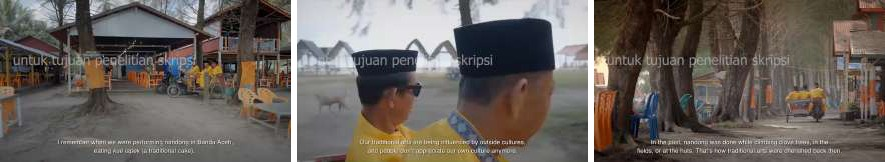 untuk tujuan penelitian skripsi
I remember when we were performing nandong in Banda Aceh,
eating kue apek (a traditional cake).
untuk tujuan penelitian skripsi
Our traditional arts are being influenced by outside cultures,
and people don't appreciate our own culture anymore.
untuk tujuan penelitian skripsi
In the past, nandong was done while climbing clove trees, in the
fields, or at the huts. That's how traditional arts were cherished back then.